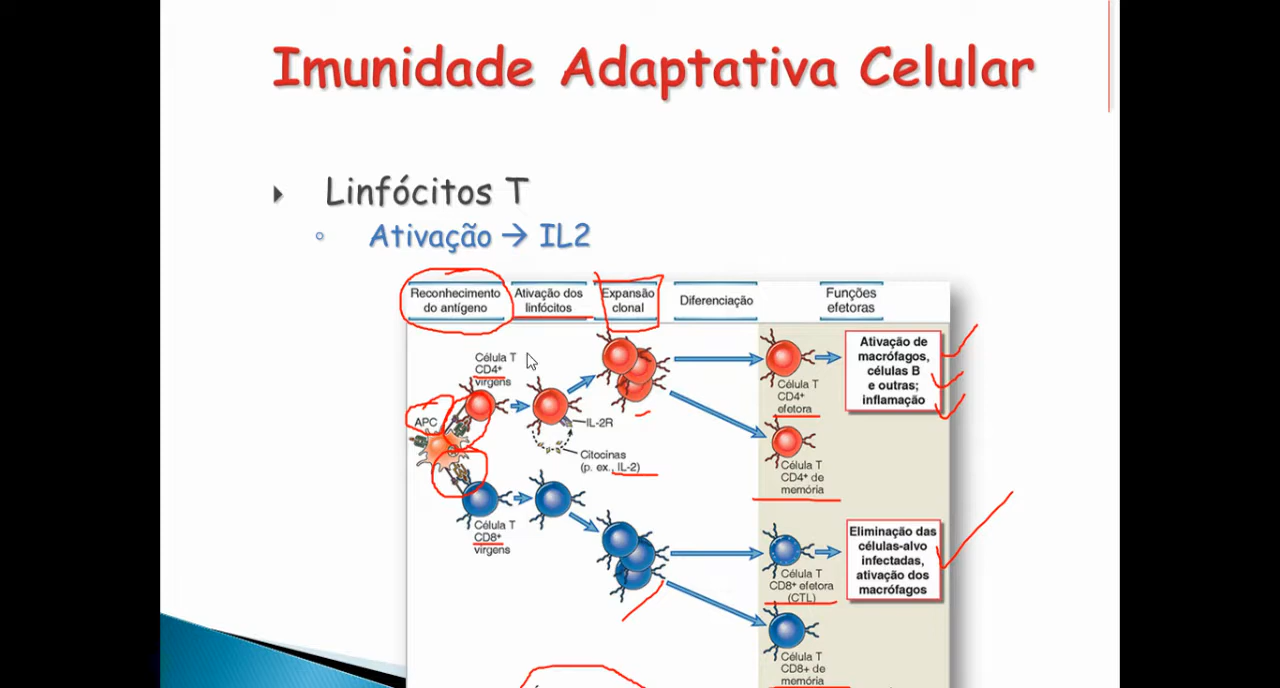 Imunidade Adaptativa Celular
Linfócitos T
Ativação → IL2
Reconhecimento
do antígeno
Ativação dos
linfócitos
Expansão
clonal
Diferenciação
Funções
efetoras
Célula T
CD4+
virgens
APC
IL-2R
Citocinas
(p. ex., IL-2)
Célula T
CD4+
efetora
Ativação de
macrófagos,
células B
e outras;
inflamação
Célula T
CD4+ de
memória
Célula T
CD8+
virgens
Célula T
CD8+ efetora
(CTL)
Eliminação das
células-alvo
infectadas,
ativação dos
macrófagos
Célula T
CD8+ de
memória